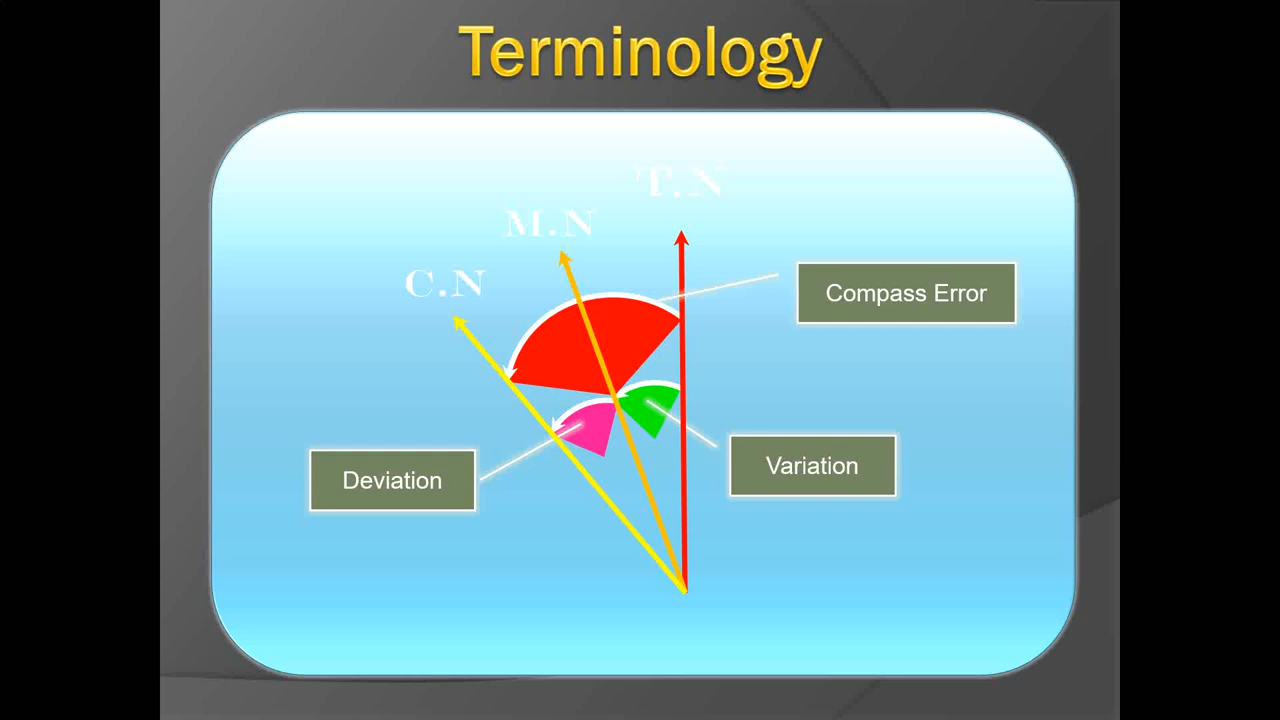 Terminology
T.N
M.N
C.N
Compass Error
Variation
Deviation